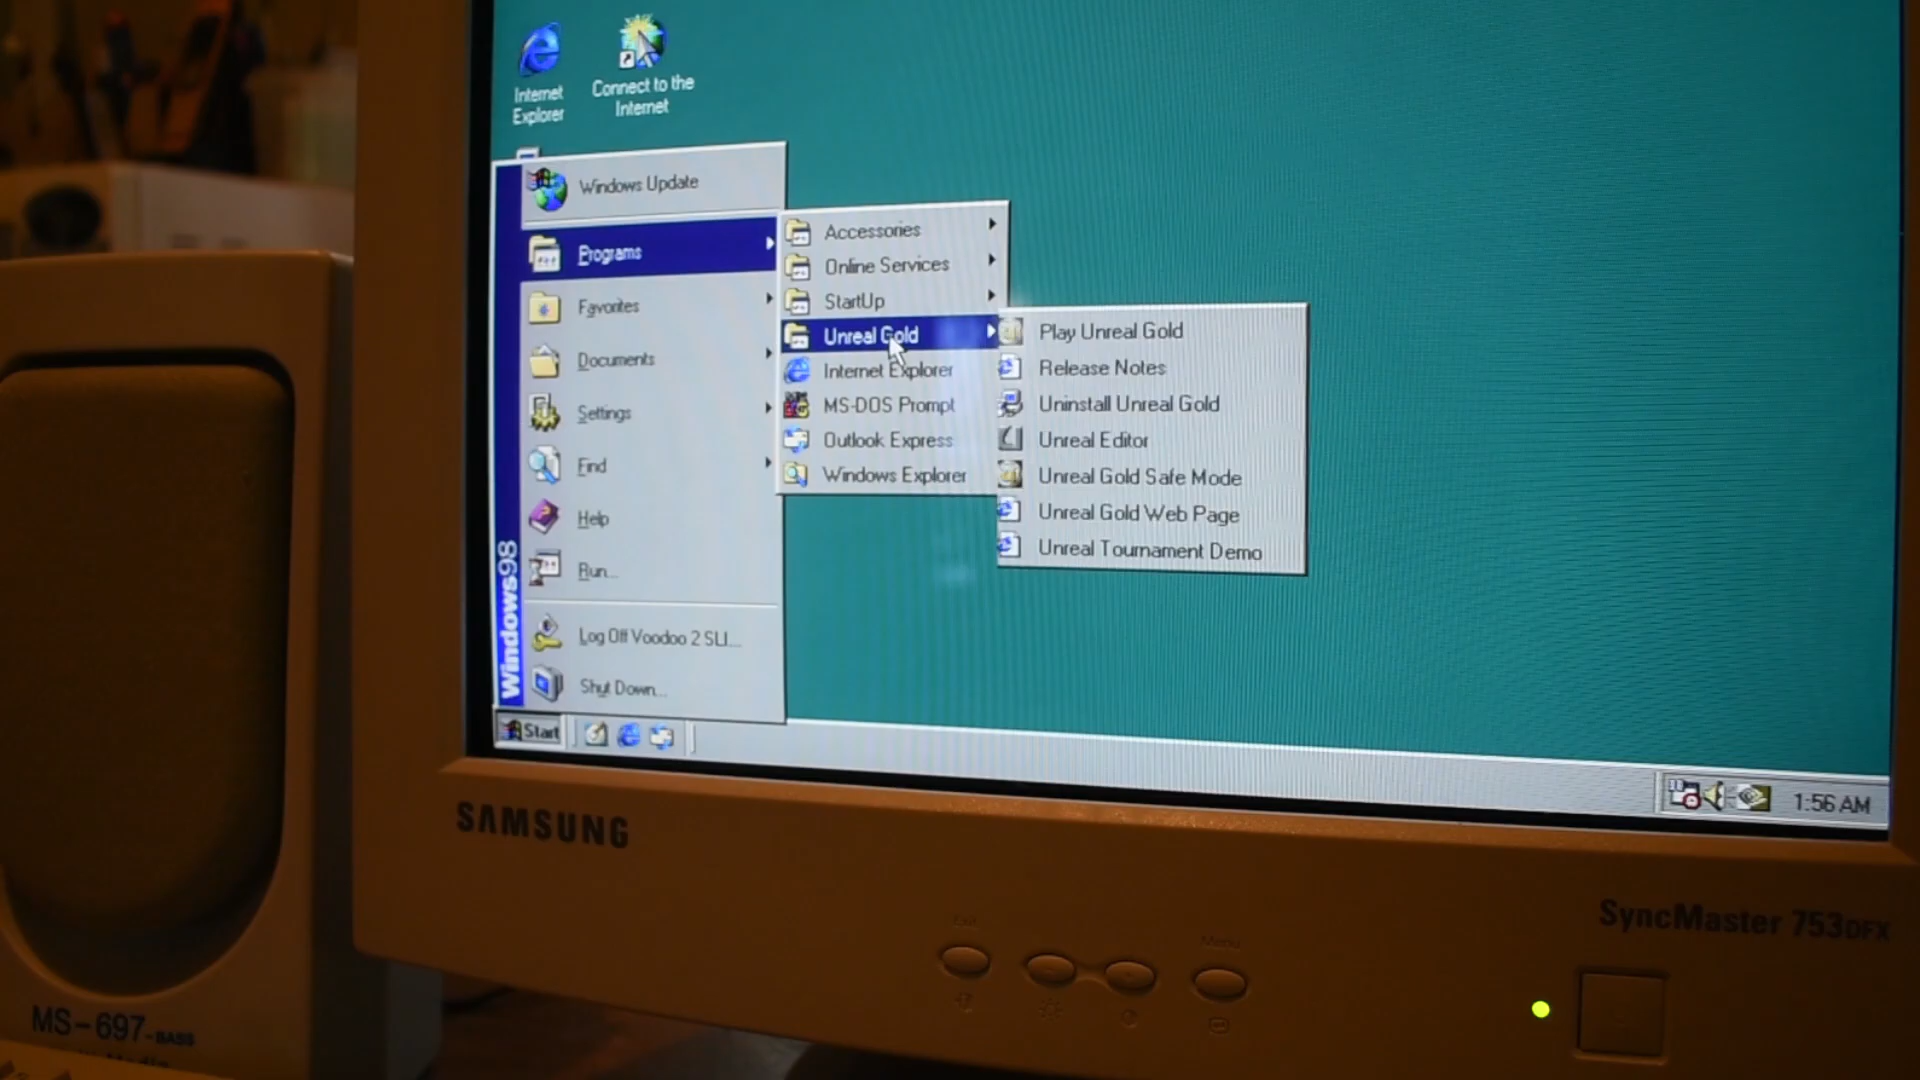 Internet
Explorer
Connect to the
Internet
Windows Update
Programs
Favorites
Documents
Settings
Find
Help
Run...
Log Off Voodoo 2 SLI...
Shut Down...
Windows98
Accessories
Online Services
StartUp
Unreal Gold
Internet Explorer
MS-DOS Prompt
Outlook Express
Windows Explorer
Play Unreal Gold
Release Notes
Uninstall Unreal Gold
Unreal Editor
Unreal Gold Safe Mode
Unreal Gold Web Page
Unreal Tournament Demo
Start
1:56 AM
SAMSUNG
SyncMaster 753DFX
Exit
Menu
MS-697-BASS